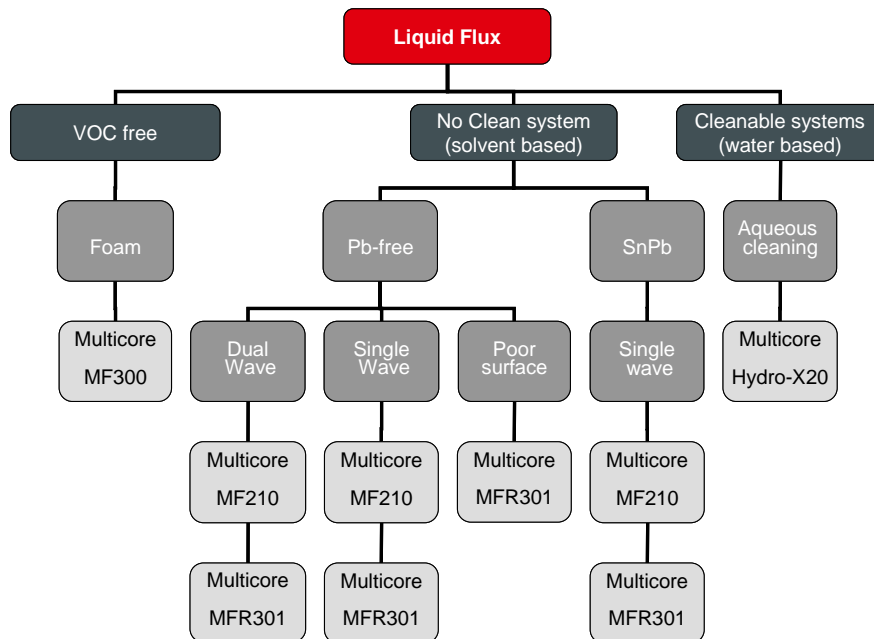 Liquid Flux
VOC free
No Clean system
(solvent based)
Cleanable systems
(water based)
Foam
Pb-free
SnPb
Aqueous
cleaning
Multicore
MF300
Dual
Wave
Single
Wave
Poor
surface
Single
wave
Multicore
Hydro-X20
Multicore
MF210
Multicore
MF210
Multicore
MFR301
Multicore
MF210
Multicore
MFR301
Multicore
MFR301
Multicore
MFR301